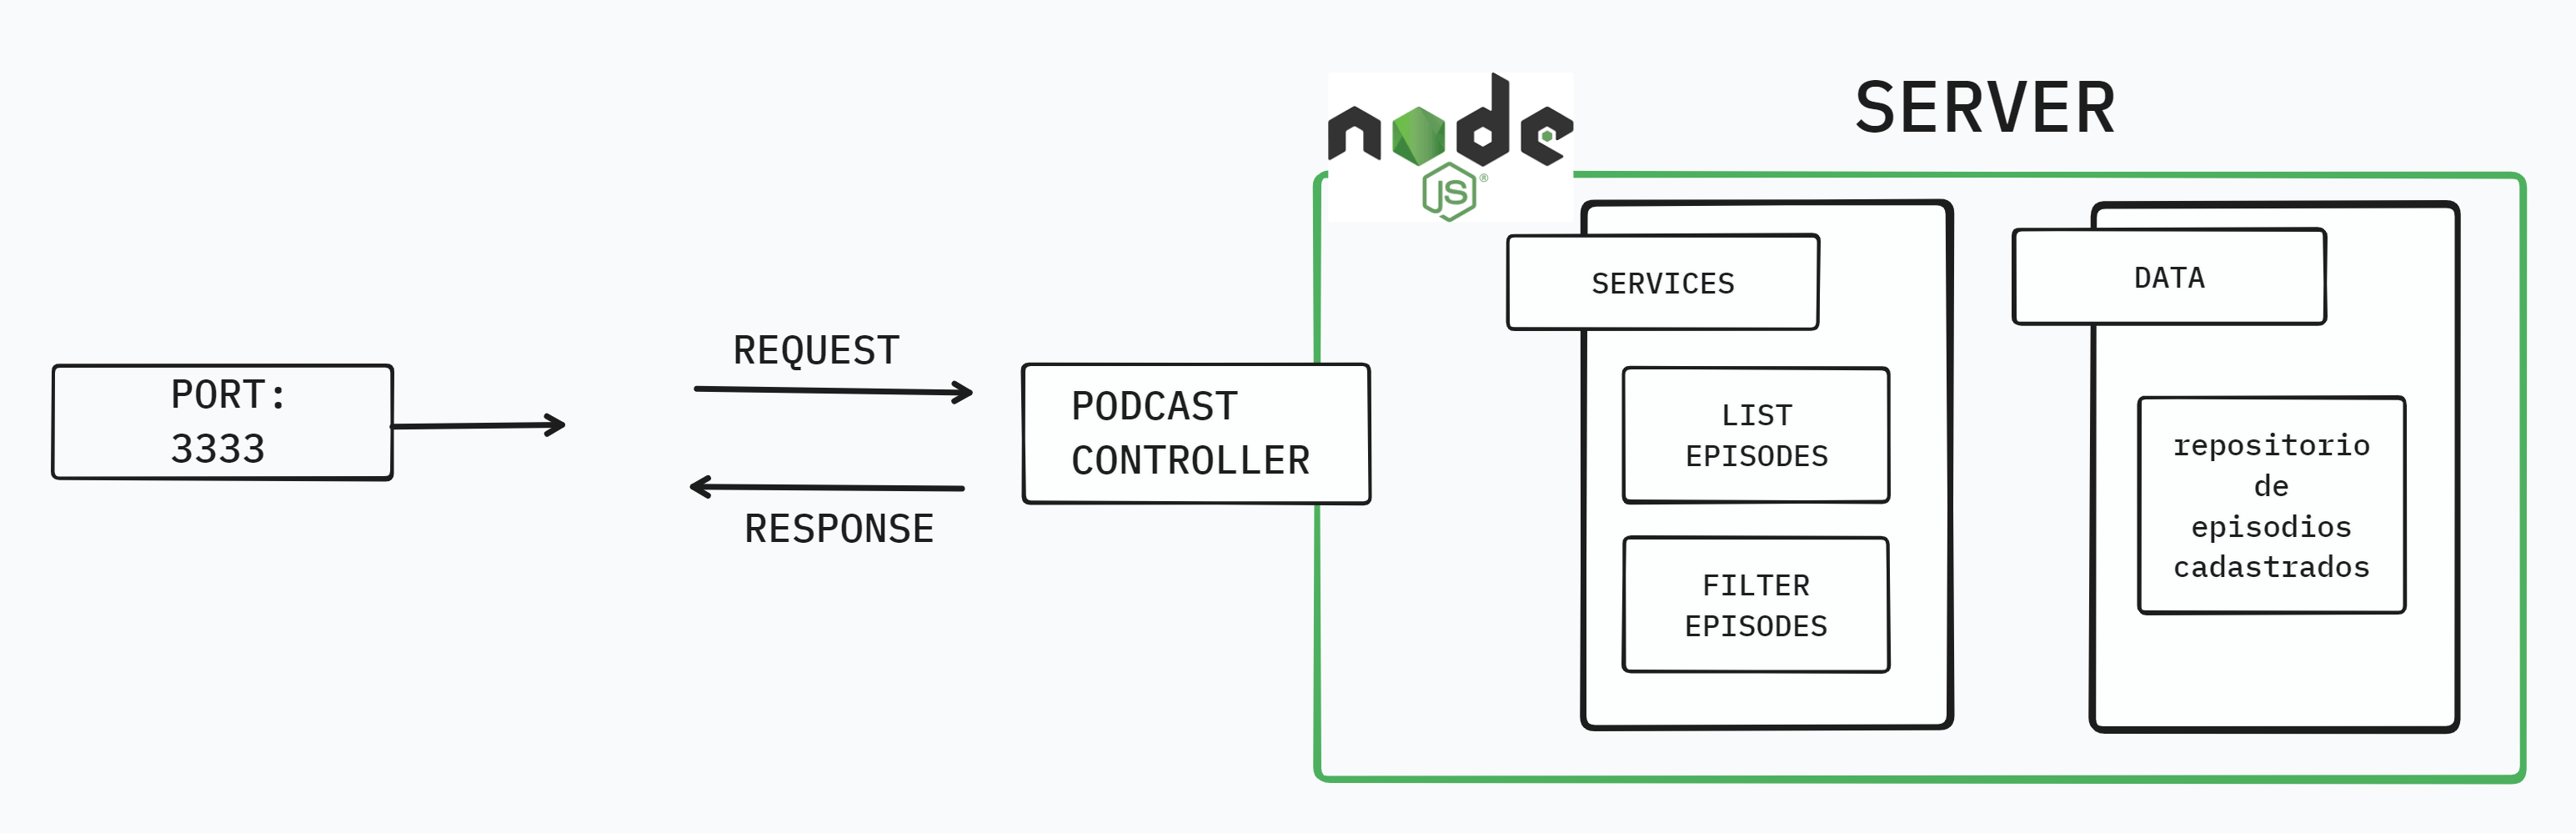 node
JS®
SERVER
SERVICES
DATA
PORT:
3333
REQUEST
RESPONSE
PODCAST
CONTROLLER
LIST
EPISODES
FILTER
EPISODES
repositorio
de
episodios
cadastrados